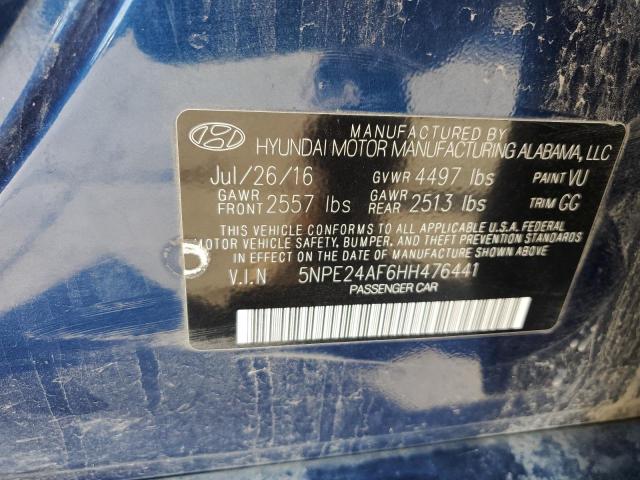 MANUFACTURED BY
HYUNDAI MOTOR MANUFACTURING ALABAMA, LLC
Jul/26/16 GVWR 4497 lbs PAINT VU
GAWR FRONT 2557 lbs GAWR REAR 2513 lbs TRIM GG
THIS VEHICLE CONFORMS TO ALL APPLICABLE U.S.A. FEDERAL
MOTOR VEHICLE SAFETY, BUMPER, AND THEFT PREVENTION
STANDARDS IN EFFECT ON THE DATE OF MANUFACTURE SHOWN ABOVE.
V.I.N 5NPE24AF6HH476441
PASSENGER CAR